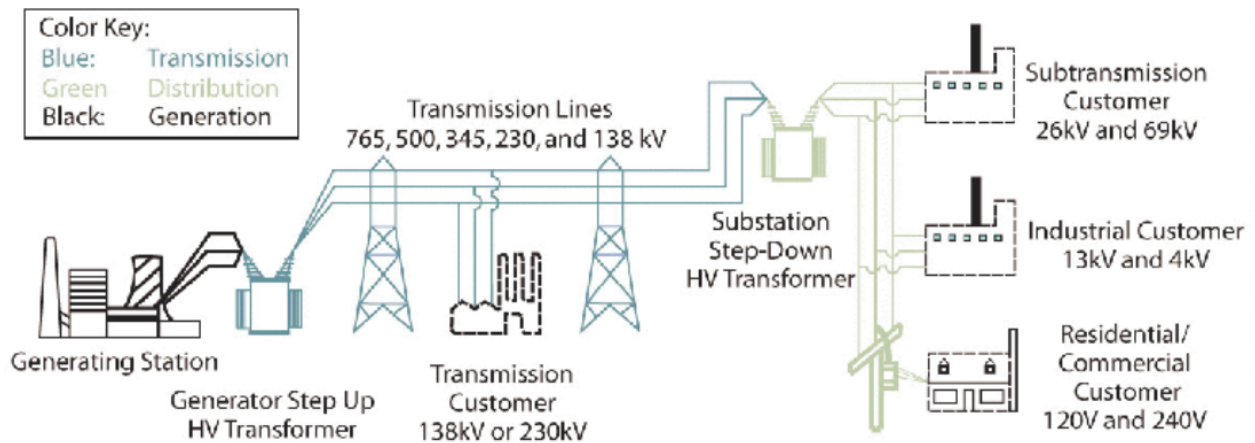 Color Key:
Blue: Transmission
Green Distribution
Black: Generation
Transmission Lines
765, 500, 345, 230, and 138 kV
Subtransmission
Customer
26kV and 69kV
Substation
Step-Down
HV Transformer
Industrial Customer
13kV and 4kV
Generating Station
Generator Step Up
HV Transformer
Transmission
Customer
138kV or 230kV
Residential/
Commercial
Customer
120V and 240V